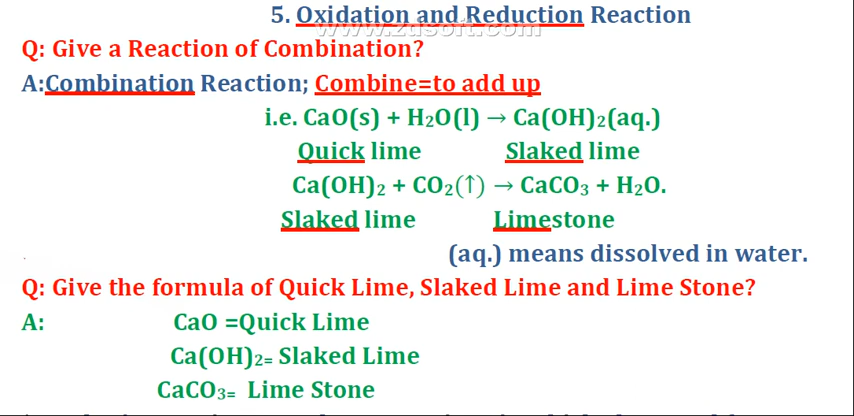 5. Oxidation and Reduction Reaction
Q: Give a Reaction of Combination?
A:Combination Reaction; Combine=to add up
i.e. CaO(s) + H₂O(l) → Ca(OH)₂(aq.)
Quick lime Slaked lime
Ca(OH)₂ + CO₂(↑) → CaCO₃ + H₂O.
Slaked lime Limestone
(aq.) means dissolved in water.
Q: Give the formula of Quick Lime, Slaked Lime and Lime Stone?
A: CaO =Quick Lime
Ca(OH)₂= Slaked Lime
CaCO₃= Lime Stone